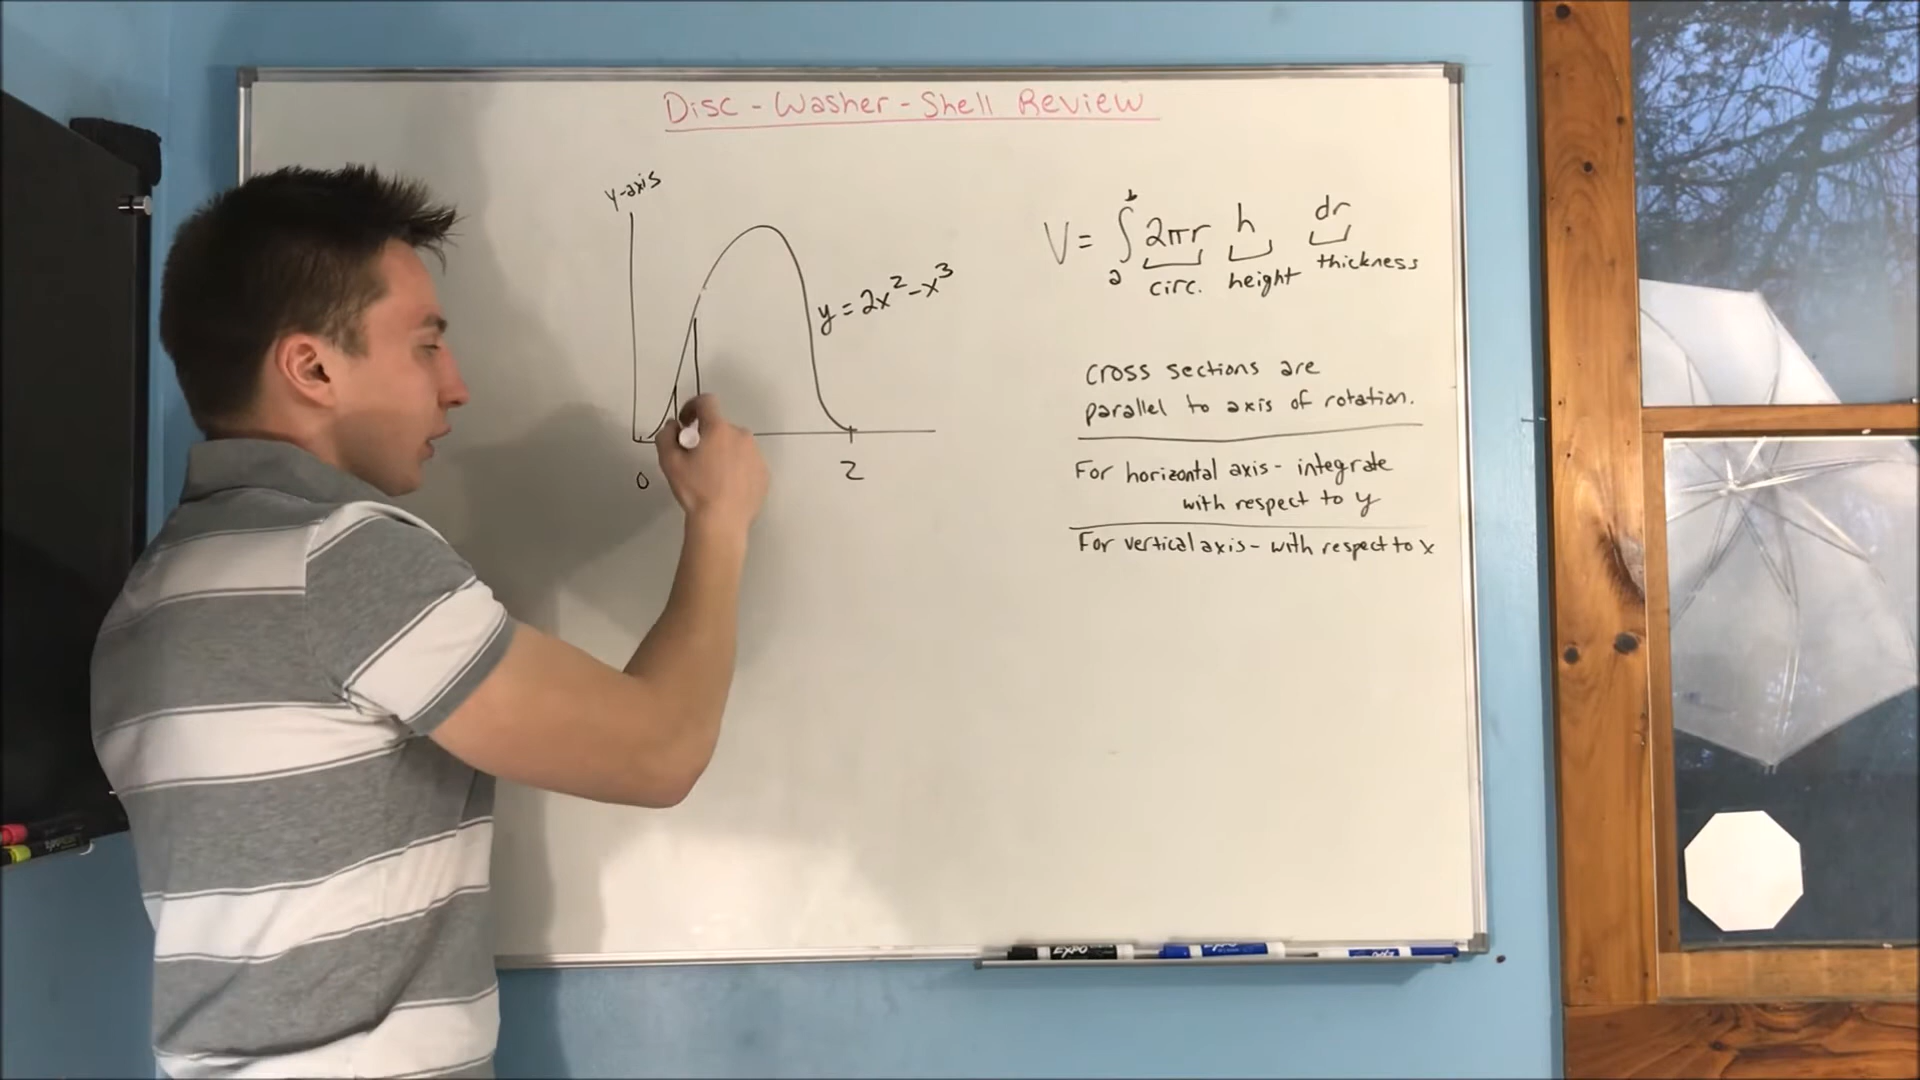 Disc - Washer - Shell Review
y-axis
y = 2x² - x³
0
2
V = ∫ₐᵇ 2πr h dr
circ. height thickness
cross sections are
parallel to axis of rotation.
For horizontal axis - integrate
with respect to y
For vertical axis - with respect to x
EXPO